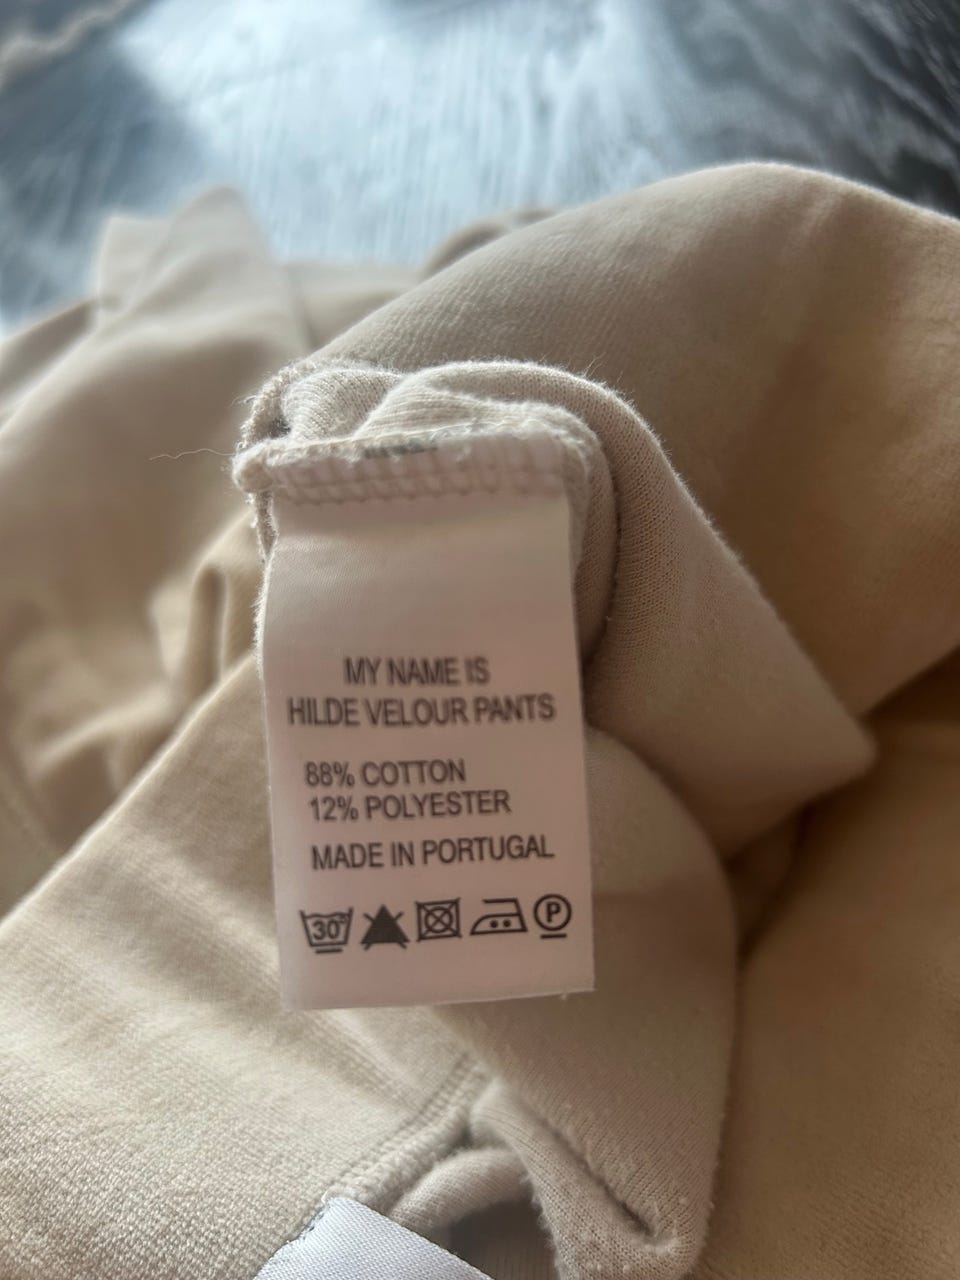 MY NAME IS
HILDE VELOUR PANTS
88% COTTON
12% POLYESTER
MADE IN PORTUGAL
30° P